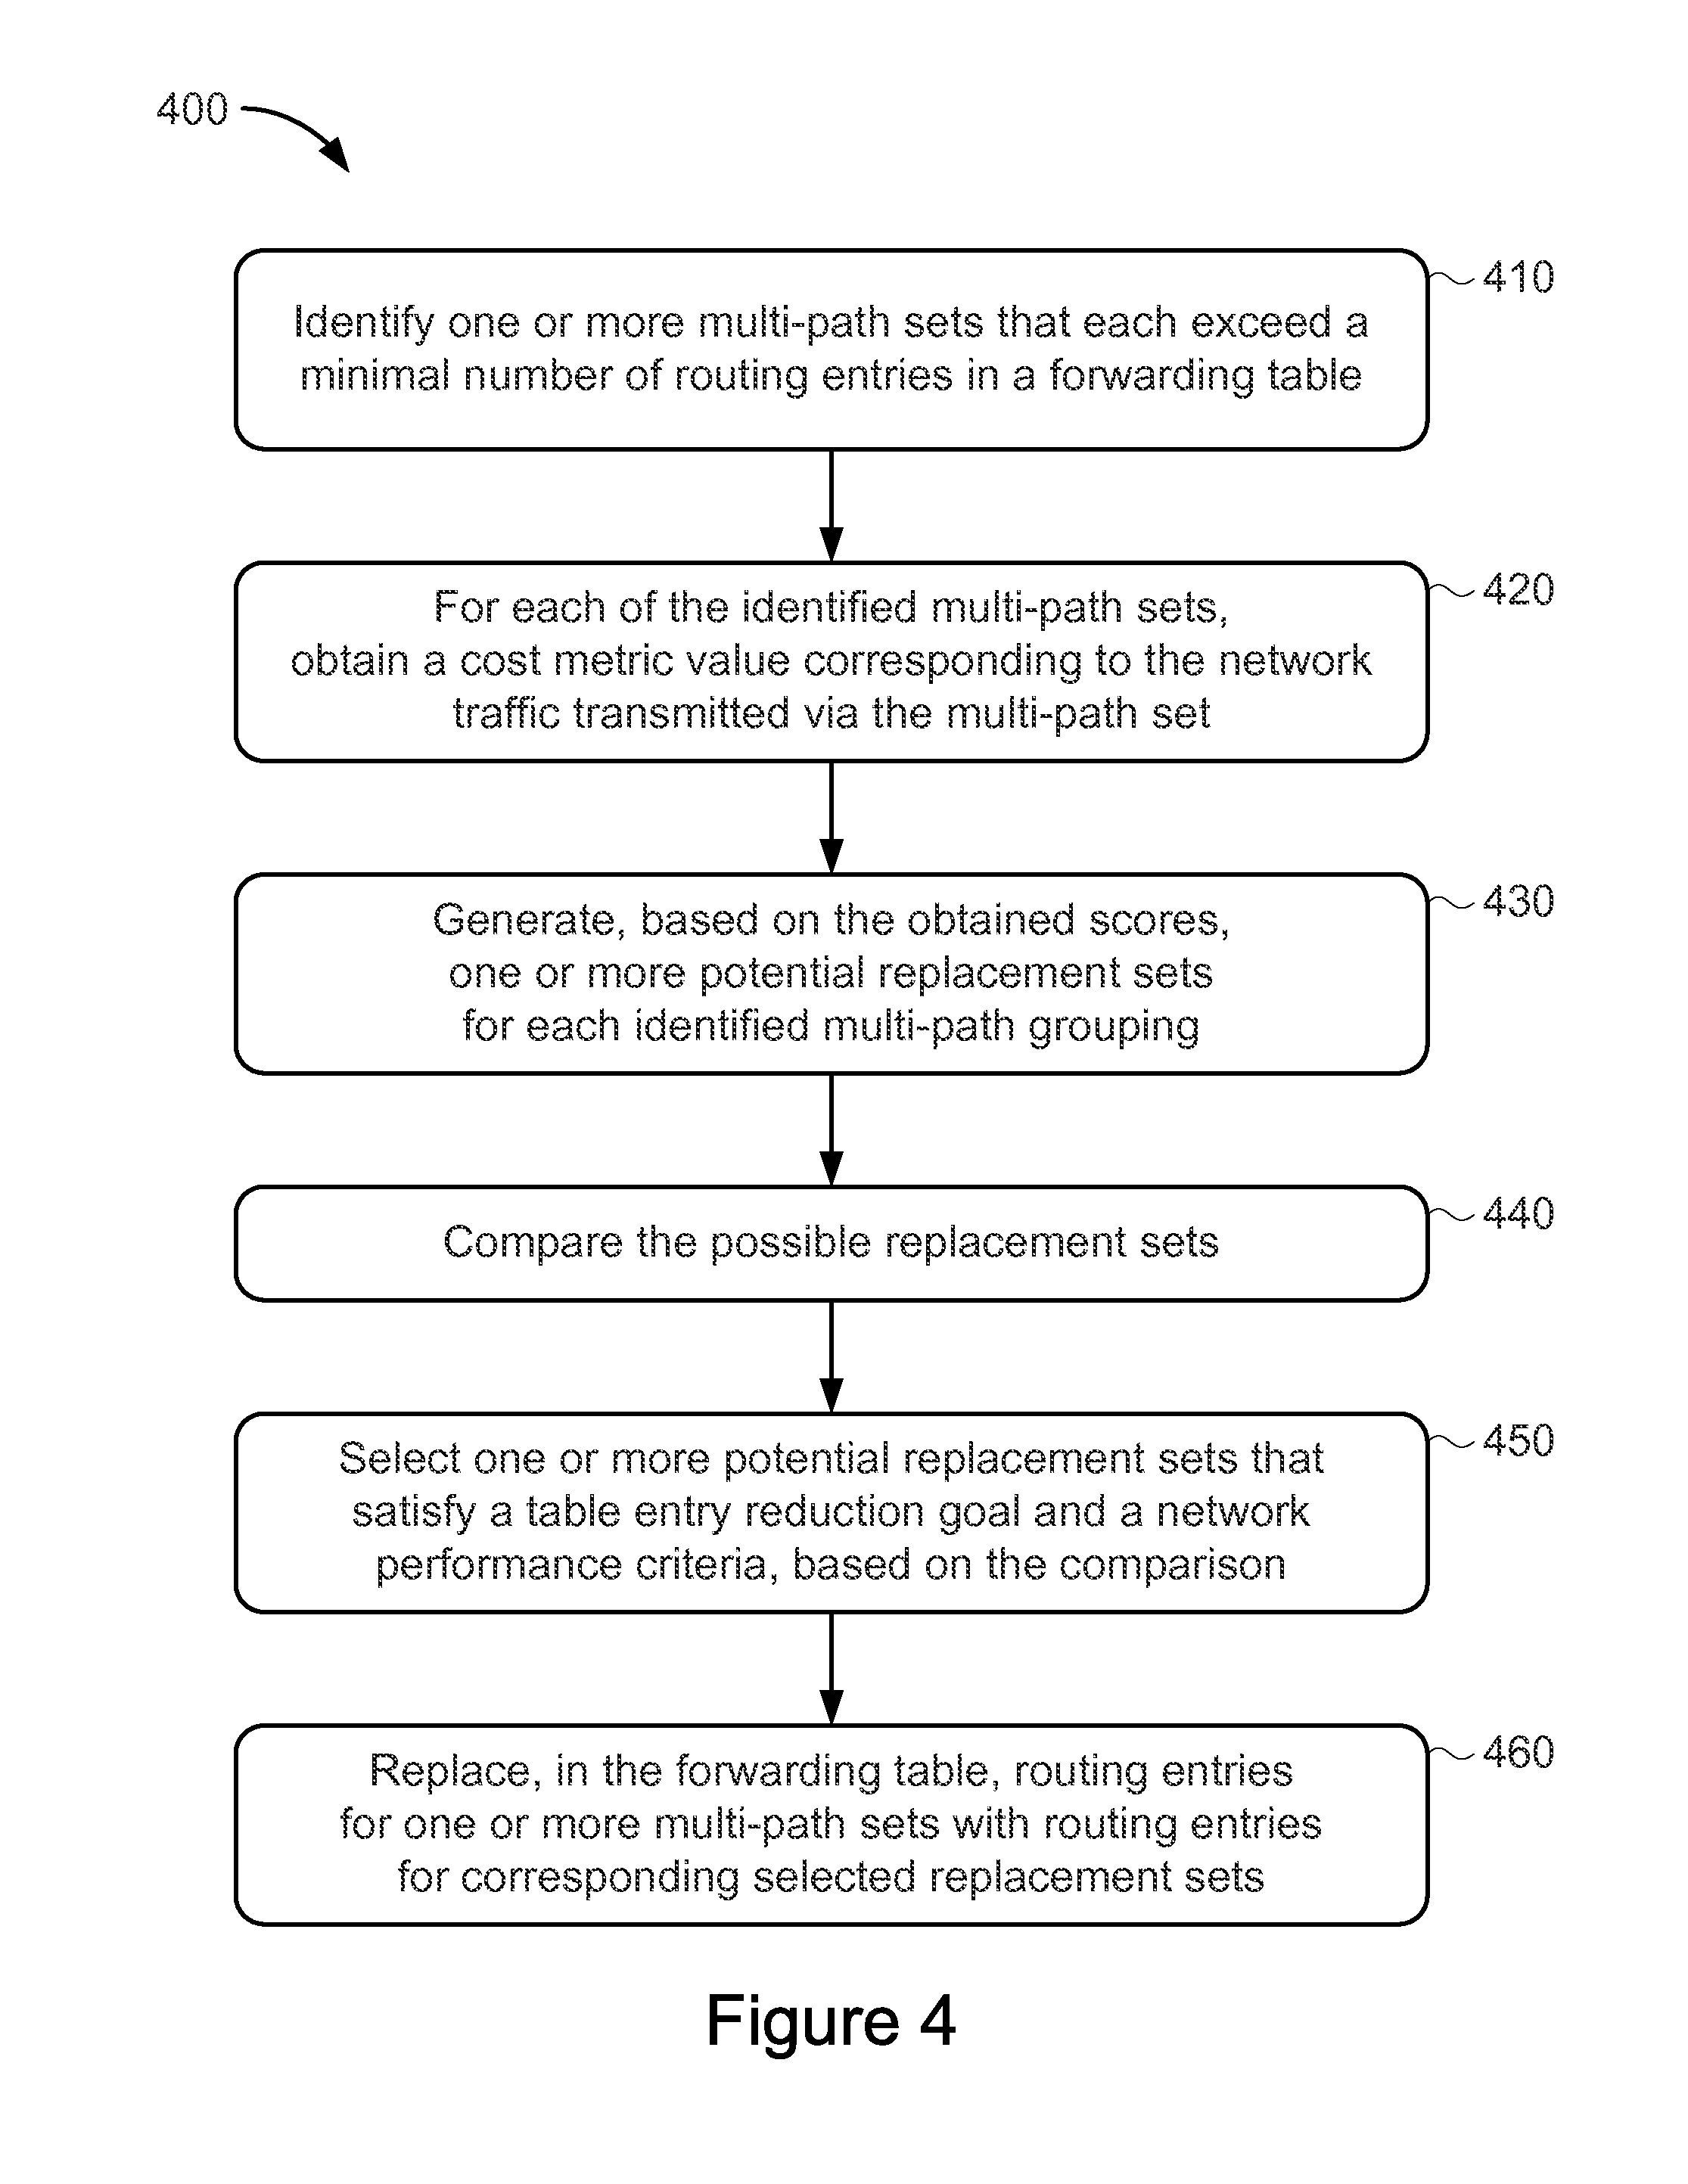 400
410
Identify one or more multi-path sets that each exceed a
minimal number of routing entries in a forwarding table
420
For each of the identified multi-path sets,
obtain a cost metric value corresponding to the network
traffic transmitted via the multi-path set
430
Generate, based on the obtained scores,
one or more potential replacement sets
for each identified multi-path grouping
440
Compare the possible replacement sets
450
Select one or more potential replacement sets that
satisfy a table entry reduction goal and a network
performance criteria, based on the comparison
460
Replace, in the forwarding table, routing entries
for one or more multi-path sets with routing entries
for corresponding selected replacement sets
Figure 4